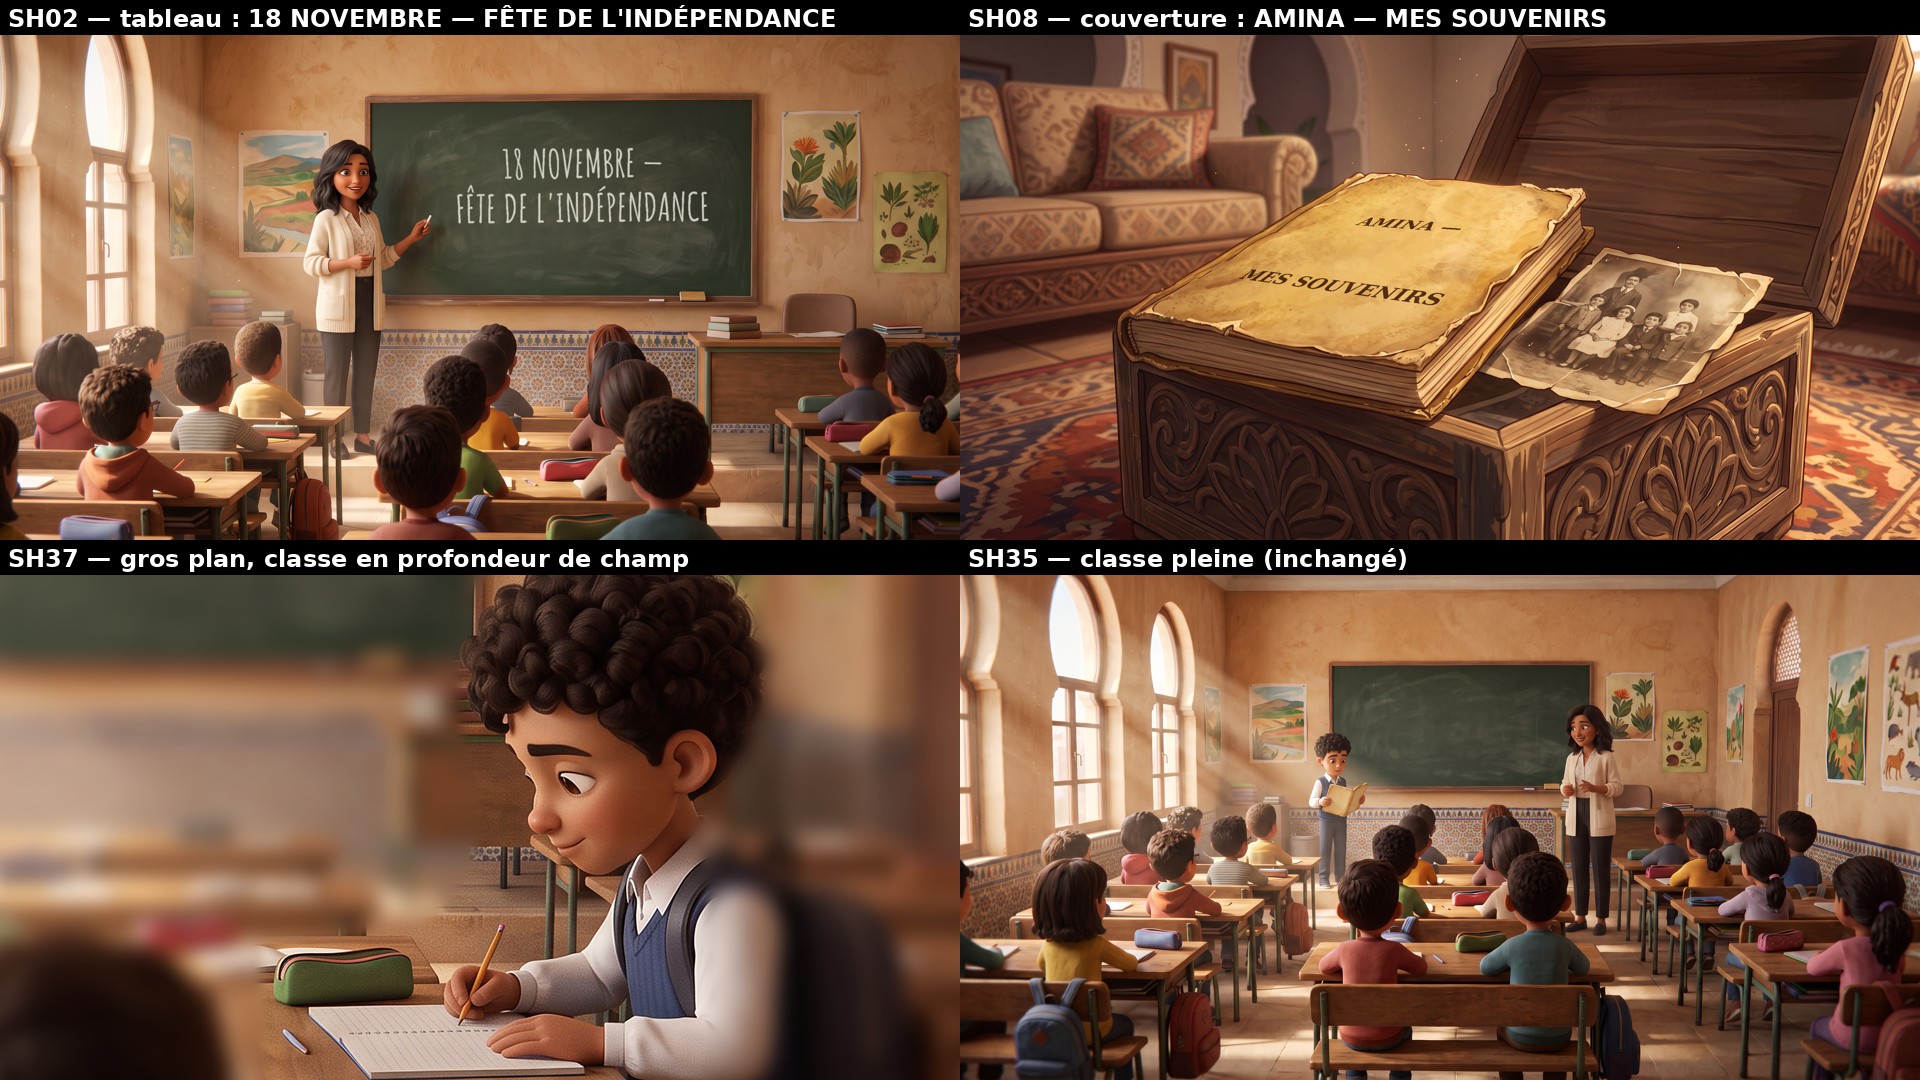 SH02 — tableau : 18 NOVEMBRE — FÊTE DE L'INDÉPENDANCE
18 NOVEMBRE —
FÊTE DE L'INDÉPENDANCE
SH08 — couverture : AMINA — MES SOUVENIRS
AMINA —
MES SOUVENIRS
SH37 — gros plan, classe en profondeur de champ
SH35 — classe pleine (inchangé)